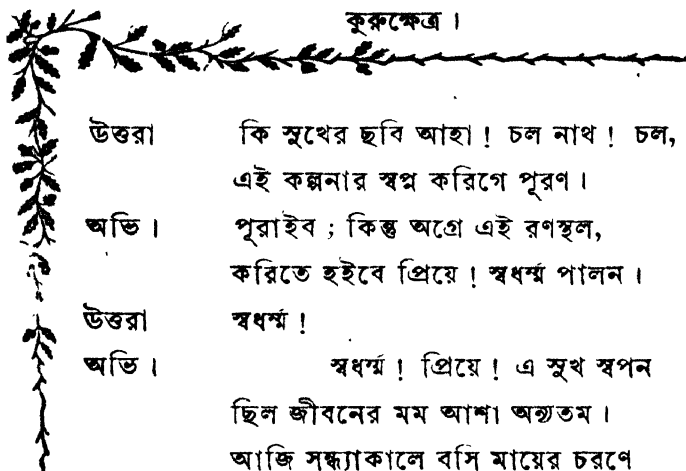 কুরুক্ষেত্র ।
উত্তরা কি সুখের ছবি আহা ! চল নাথ ! চল,
এই কল্পনার স্বপ্ন করিগে পূরণ ।
অভি । পূরাইব ; কিন্তু অগ্রে এই রণস্থল,
করিতে হইবে প্রিয়ে ! স্বধর্ম্ম পালন ।
উত্তরা স্বধর্ম্ম !
অভি । স্বধর্ম্ম ! প্রিয়ে ! এ সুখ স্বপন
ছিল জীবনের মম আশা অন্যতম ।
আজি সন্ধ্যাকালে বসি মায়ের চরণে